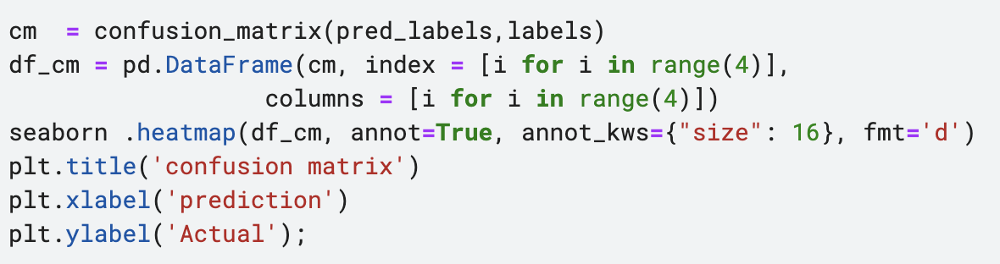 cm  = confusion_matrix(pred_labels,labels)
df_cm = pd.DataFrame(cm, index = [i for i in range(4)],
                  columns = [i for i in range(4)])
seaborn .heatmap(df_cm, annot=True, annot_kws={"size": 16}, fmt='d')
plt.title('confusion matrix')
plt.xlabel('prediction')
plt.ylabel('Actual');